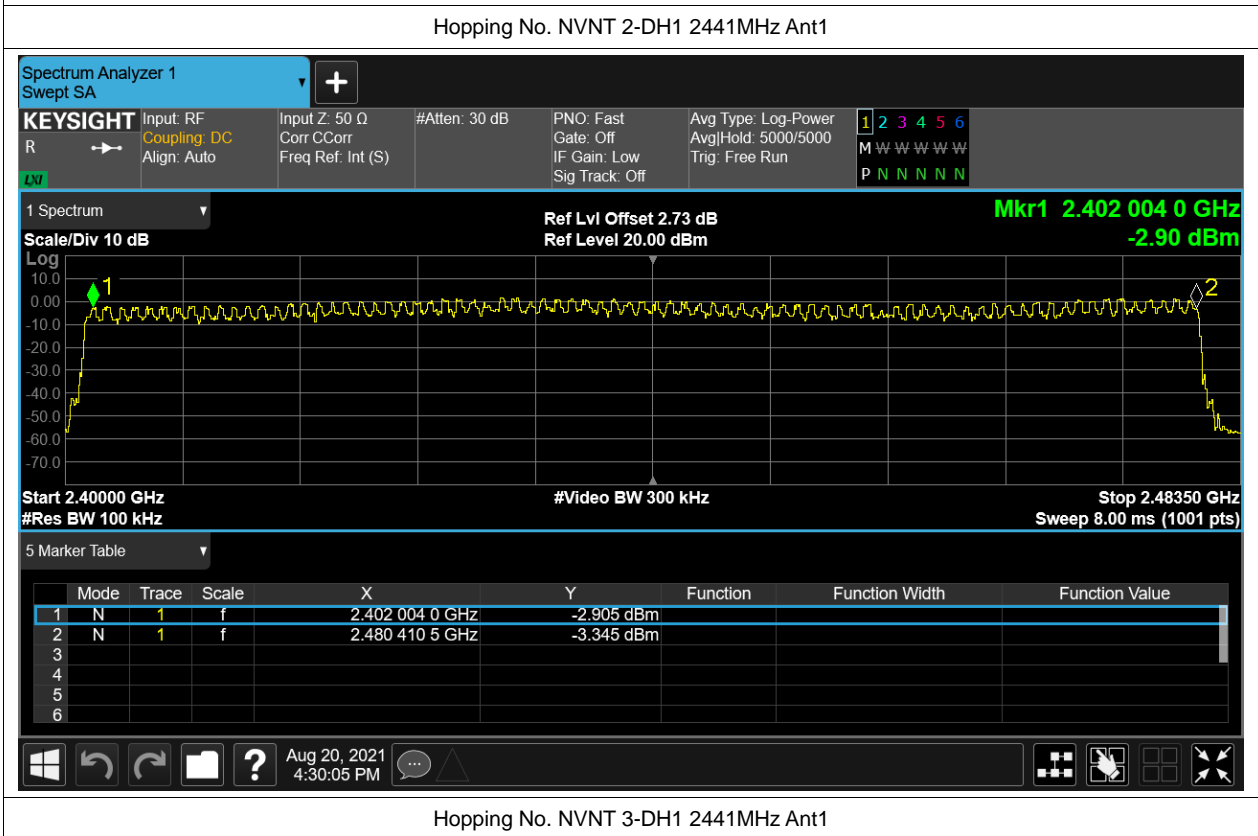 Hopping No. NVNT 2-DH1 2441MHz Ant1
Spectrum Analyzer 1
Swept SA
+
KEYSIGHT
R
LXI
Input: RF
Coupling: DC
Align: Auto
Input Z: 50 Ω
Corr CCorr
Freq Ref: Int (S)
#Atten: 30 dB
PNO: Fast
Gate: Off
IF Gain: Low
Sig Track: Off
Avg Type: Log-Power
Avg|Hold: 5000/5000
Trig: Free Run
1 2 3 4 5 6
M W W W W W
P N N N N N
1 Spectrum
Scale/Div 10 dB
Ref Lvl Offset 2.73 dB
Ref Level 20.00 dBm
Mkr1 2.402 004 0 GHz
-2.90 dBm
Log
10.0
0.00
-10.0
-20.0
-30.0
-40.0
-50.0
-60.0
-70.0
1
2
Start 2.40000 GHz
#Video BW 300 kHz
Stop 2.48350 GHz
#Res BW 100 kHz
Sweep 8.00 ms (1001 pts)
5 Marker Table
Mode Trace Scale X Y Function Function Width Function Value
1 N 1 f 2.402 004 0 GHz -2.905 dBm
2 N 1 f 2.480 410 5 GHz -3.345 dBm
3
4
5
6
?
Aug 20, 2021
4:30:05 PM
Hopping No. NVNT 3-DH1 2441MHz Ant1